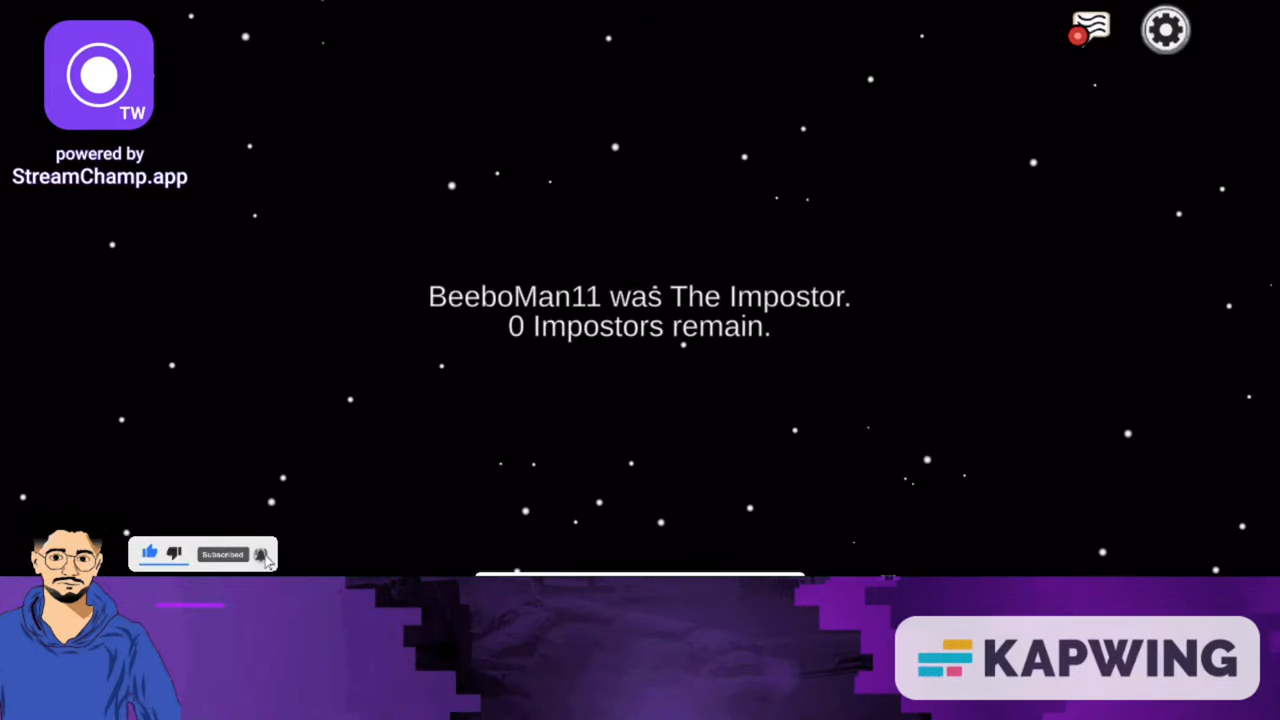 TW
powered by
StreamChamp.app
BeeboMan11 was The Impostor.
0 Impostors remain.
Subscribed
KAPWING